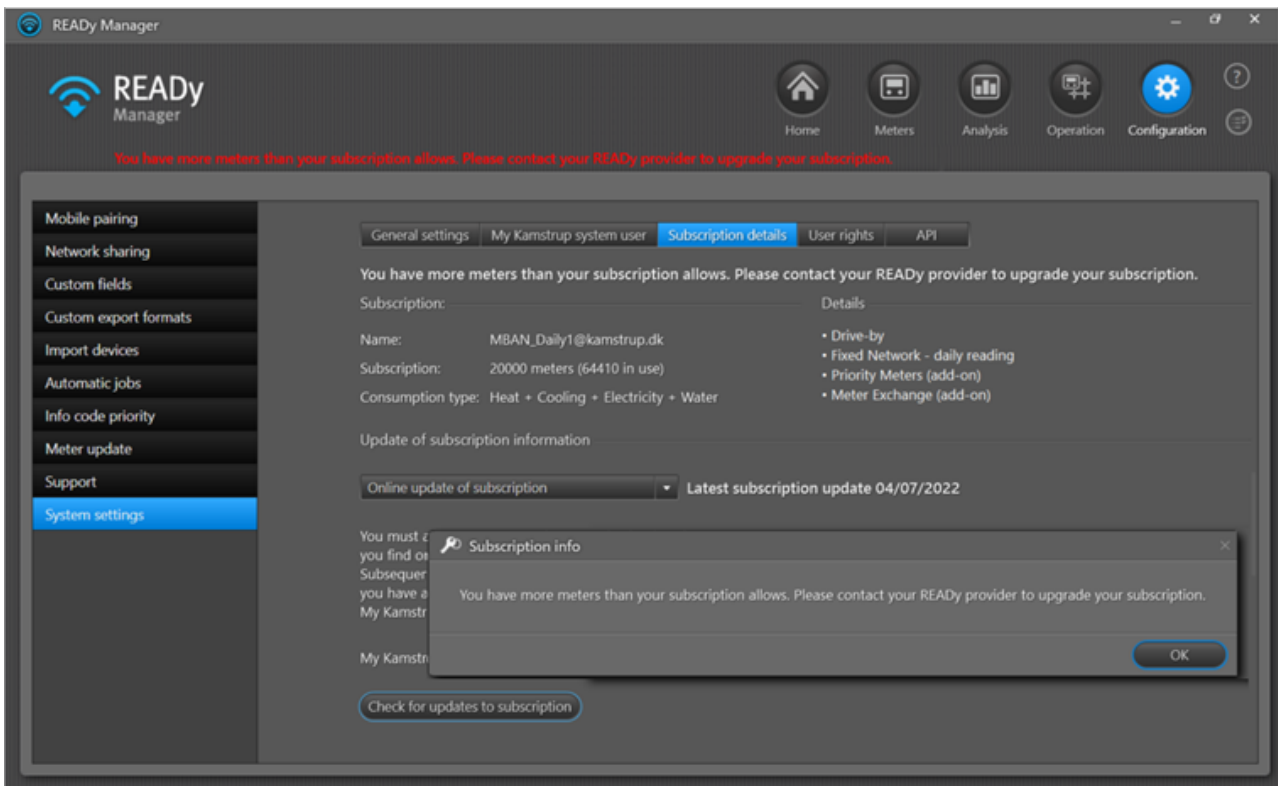 READy Manager
READy
Manager
Home
Meters
Analysis
Operation
Configuration
You have more meters than your subscription allows. Please contact your READy provider to upgrade your subscription.
Mobile pairing
Network sharing
Custom fields
Custom export formats
Import devices
Automatic jobs
Info code priority
Meter update
Support
System settings
General settings
My Kamstrup system user
Subscription details
User rights
API
You have more meters than your subscription allows. Please contact your READy provider to upgrade your subscription.
Subscription:
Name: MBAN_Daily1@kamstrup.dk
Subscription: 20000 meters (64410 in use)
Consumption type: Heat + Cooling + Electricity + Water
Details
• Drive-by
• Fixed Network - daily reading
• Priority Meters (add-on)
• Meter Exchange (add-on)
Update of subscription information
Online update of subscription
Latest subscription update 04/07/2022
You must
you find
Subsequer
you have a
My Kamstr
My Kamstr
Subscription info
You have more meters than your subscription allows. Please contact your READy provider to upgrade your subscription.
OK
Check for updates to subscription